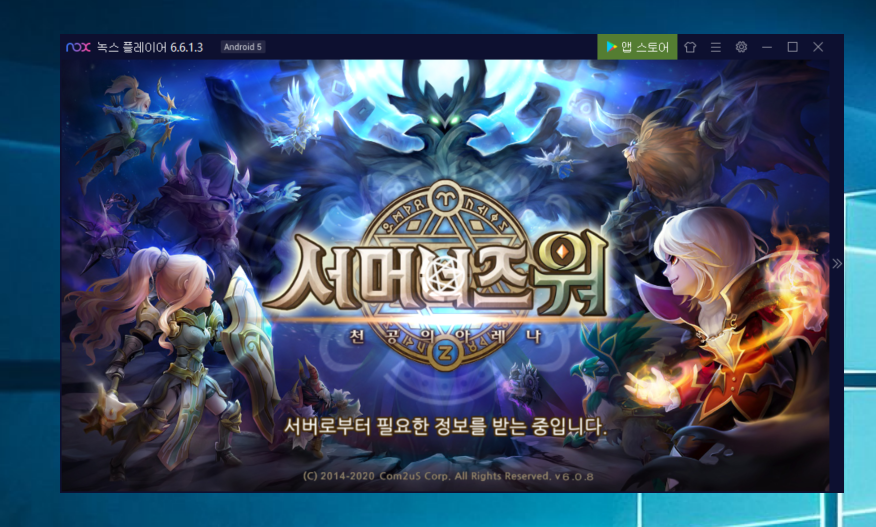 nox 녹스 플레이어 6.6.1.3 Android 5 앱 스토어
서머너즈워
천공의 아레나
서버로부터 필요한 정보를 받는 중입니다.
(C) 2014-2020 Com2uS Corp. All Rights Reserved. v 6 . 0 . 8